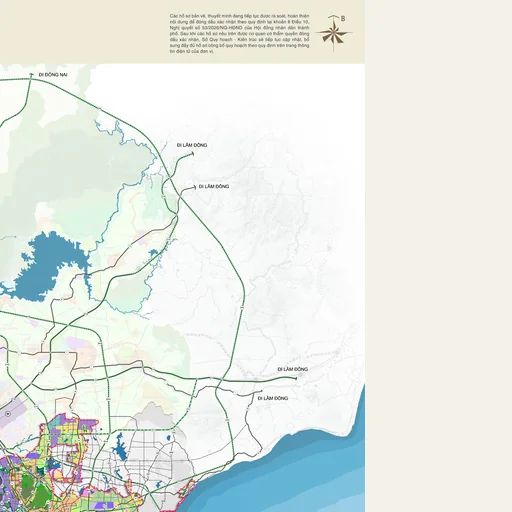 Các hồ sơ bản vẽ, thuyết minh đang tiếp tục được rà soát, hoàn thiện
nội dung để đóng dấu xác nhận theo quy định tại khoản 8 Điều 10,
Nghị quyết số 53/2026/NQ-HĐND của Hội đồng nhân dân thành
phố. Sau khi các hồ sơ nêu trên được cơ quan có thẩm quyền đóng
dấu xác nhận, Sở Quy hoạch - Kiến trúc sẽ tiếp tục cập nhật, bổ
sung đầy đủ hồ sơ công bố quy hoạch theo quy định trên trang thông
tin điện tử của đơn vị.
B
ĐI ĐỒNG NAI
ĐI LÂM ĐỒNG
ĐI LÂM ĐỒNG
ĐI LÂM ĐỒNG
ĐI LÂM ĐỒNG